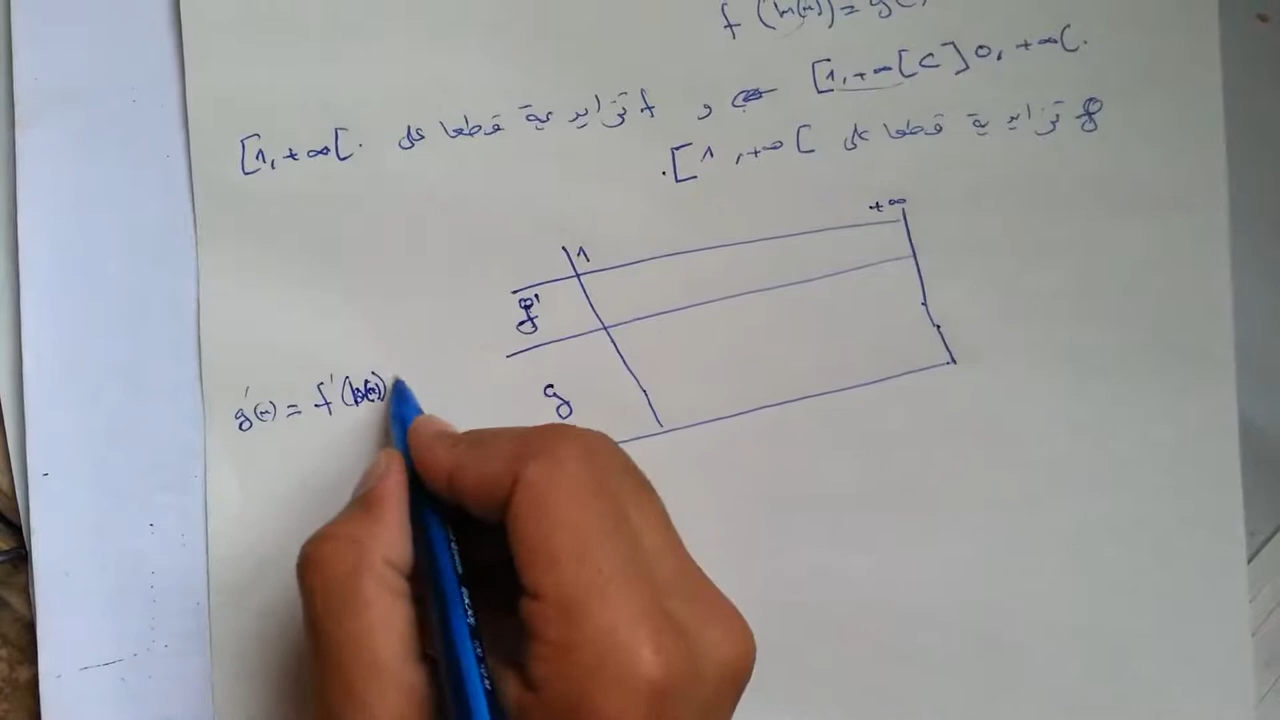 f (h(x)) = g(
[1, +∞[ ⊂ ]0, +∞[.
و f تزايدية قطعا على [1, +∞[.
g تزايدية قطعا على [1, +∞[.
1 +∞
g'
g
g'(x) = f'(h(x))